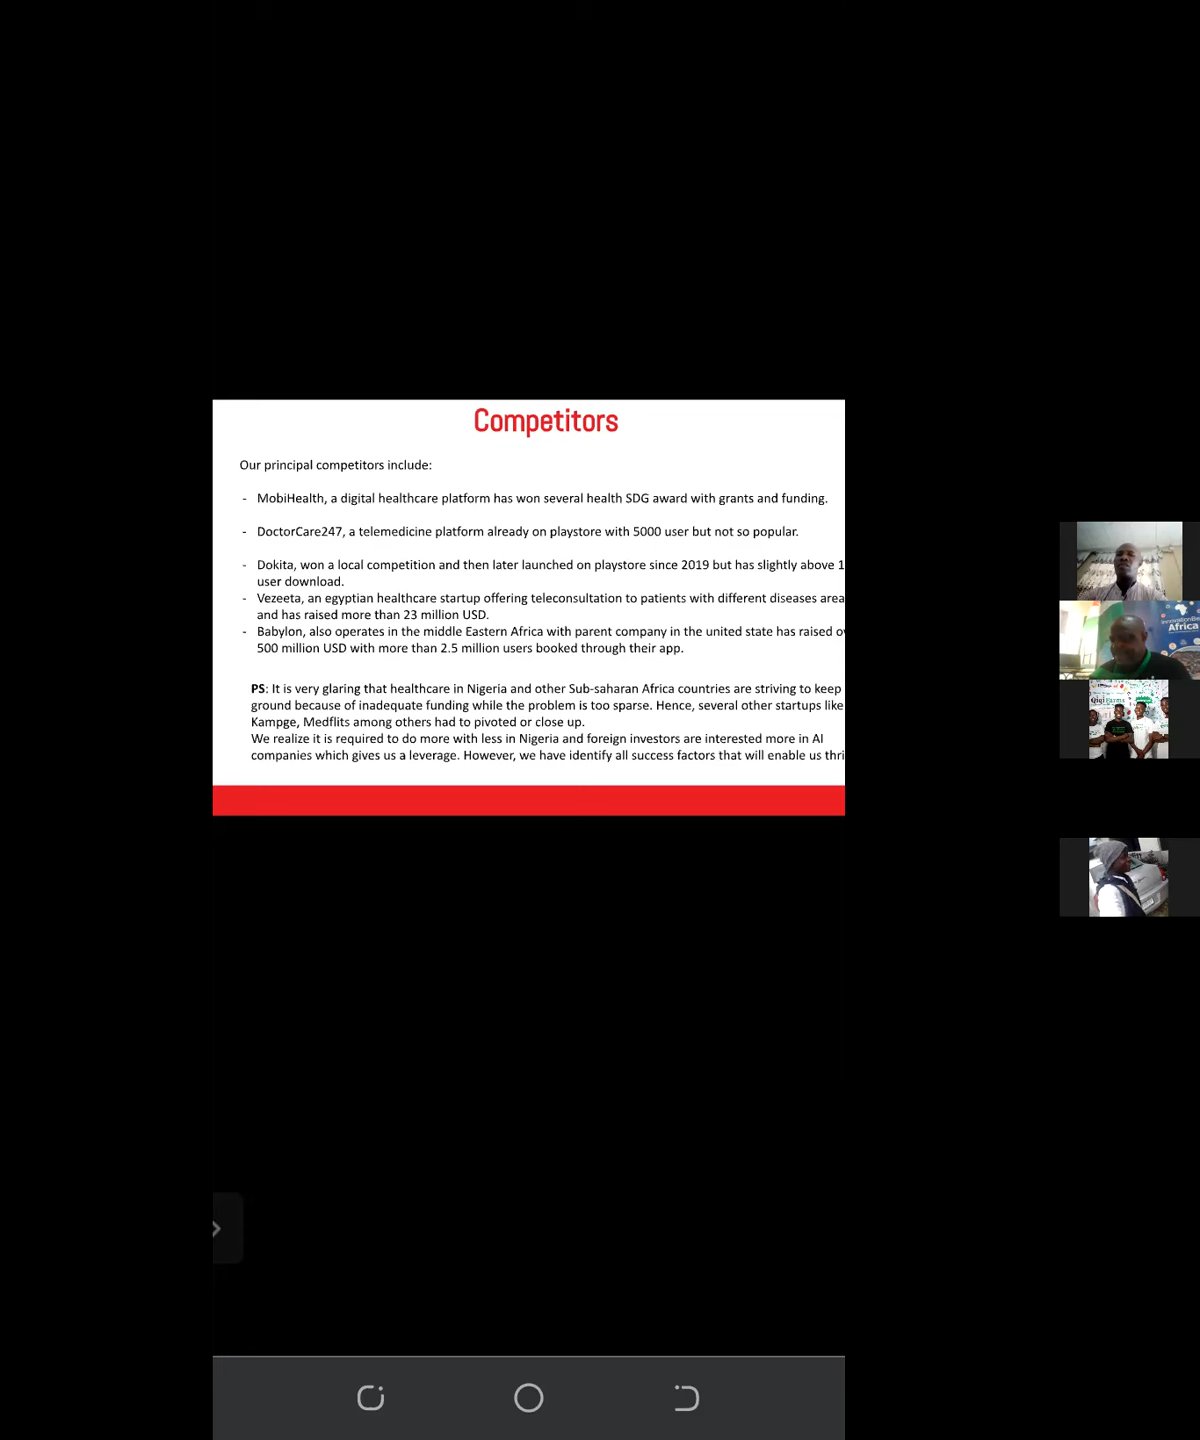 Competitors
Our principal competitors include:
- MobiHealth, a digital healthcare platform has won several health SDG award with grants and funding.
- DoctorCare247, a telemedicine platform already on playstore with 5000 user but not so popular.
- Dokita, won a local competition and then later launched on playstore since 2019 but has slightly above 1
user download.
- Vezeeta, an egyptian healthcare startup offering teleconsultation to patients with different diseases area
and has raised more than 23 million USD.
- Babylon, also operates in the middle Eastern Africa with parent company in the united state has raised
500 million USD with more than 2.5 million users booked through their app.
PS: It is very glaring that healthcare in Nigeria and other Sub-saharan Africa countries are striving to keep
ground because of inadequate funding while the problem is too sparse. Hence, several other startups like
Kampge, Medflits among others had to pivoted or close up.
We realize it is required to do more with less in Nigeria and foreign investors are interested more in AI
companies which gives us a leverage. However, we have identify all success factors that will enable us
Africa
Farms